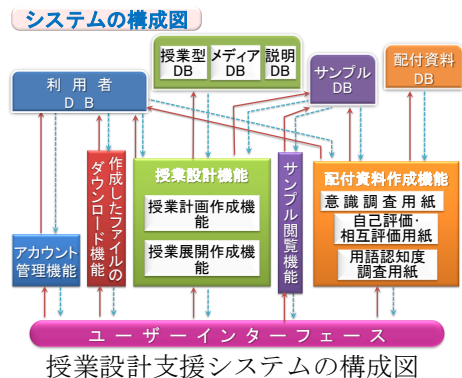 システムの構成図
授業型
DB
メディア
DB
説明
DB
利用者
DB
サンプル
DB
配付資料
DB
アカウント
管理機能
作成したファイルの
ダウンロード機能
授業設計機能
授業計画作成機
能
授業展開作成機
能
サンプル閲覧機能
配付資料作成機能
意識調査用紙
自己評価・
相互評価用紙
用語認知度
調査用紙
ユーザーインターフェース
授業設計支援システムの構成図